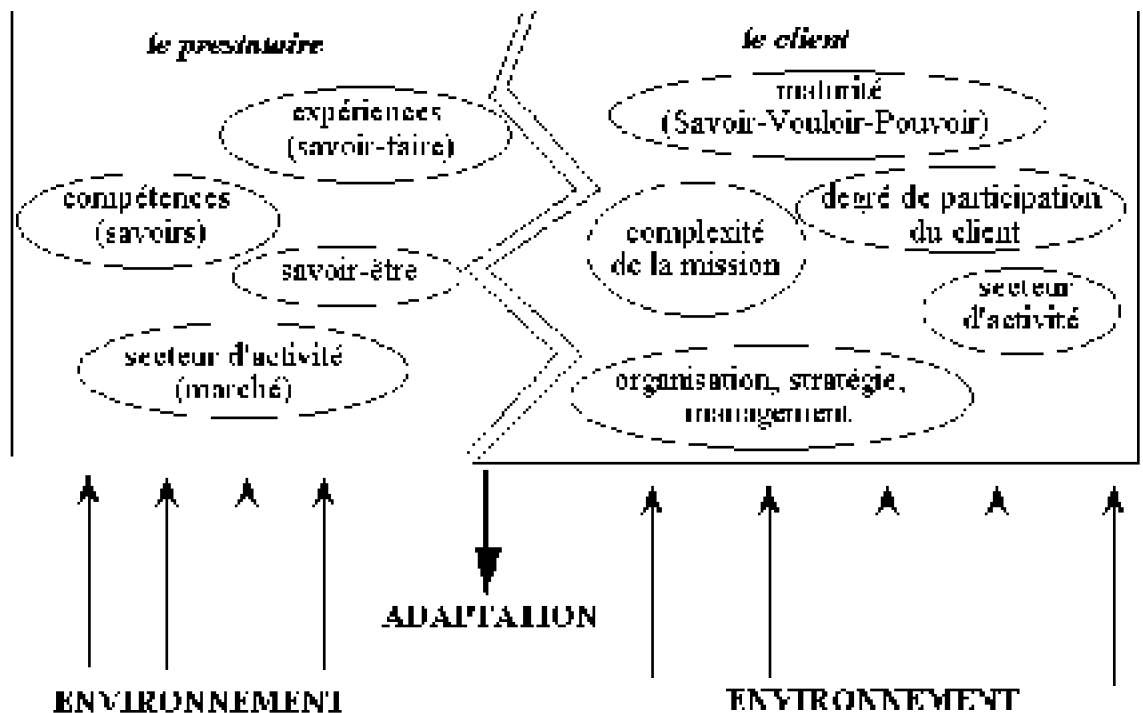 le prestataire
expériences
(savoir-faire)
compétences
(savoirs)
savoir-être
secteur d'activité
(marché)
le client
maturité
(Savoir-Vouloir-Pouvoir)
degré de participation
du client
complexité
de la mission
secteur
d'activité
organisation, stratégie,
management
ADAPTATION
ENVIRONNEMENT
ENVIRONNEMENT